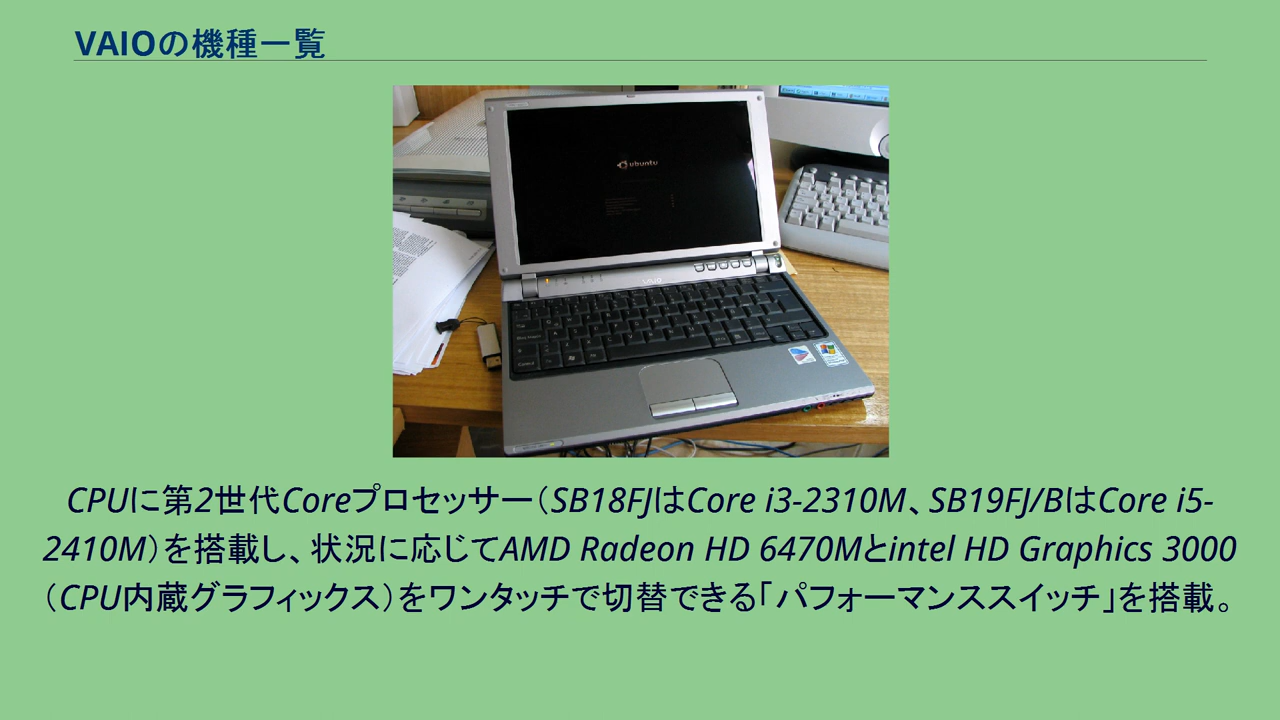 VAIOの機種一覧
ubuntu
VAIO
CPUに第2世代Coreプロセッサー（SB18FJはCore i3-2310M、SB19FJ/BはCore i5-
2410M）を搭載し、状況に応じてAMD Radeon HD 6470Mとintel HD Graphics 3000
（CPU内蔵グラフィックス）をワンタッチで切替できる「パフォーマンススイッチ」を搭載。